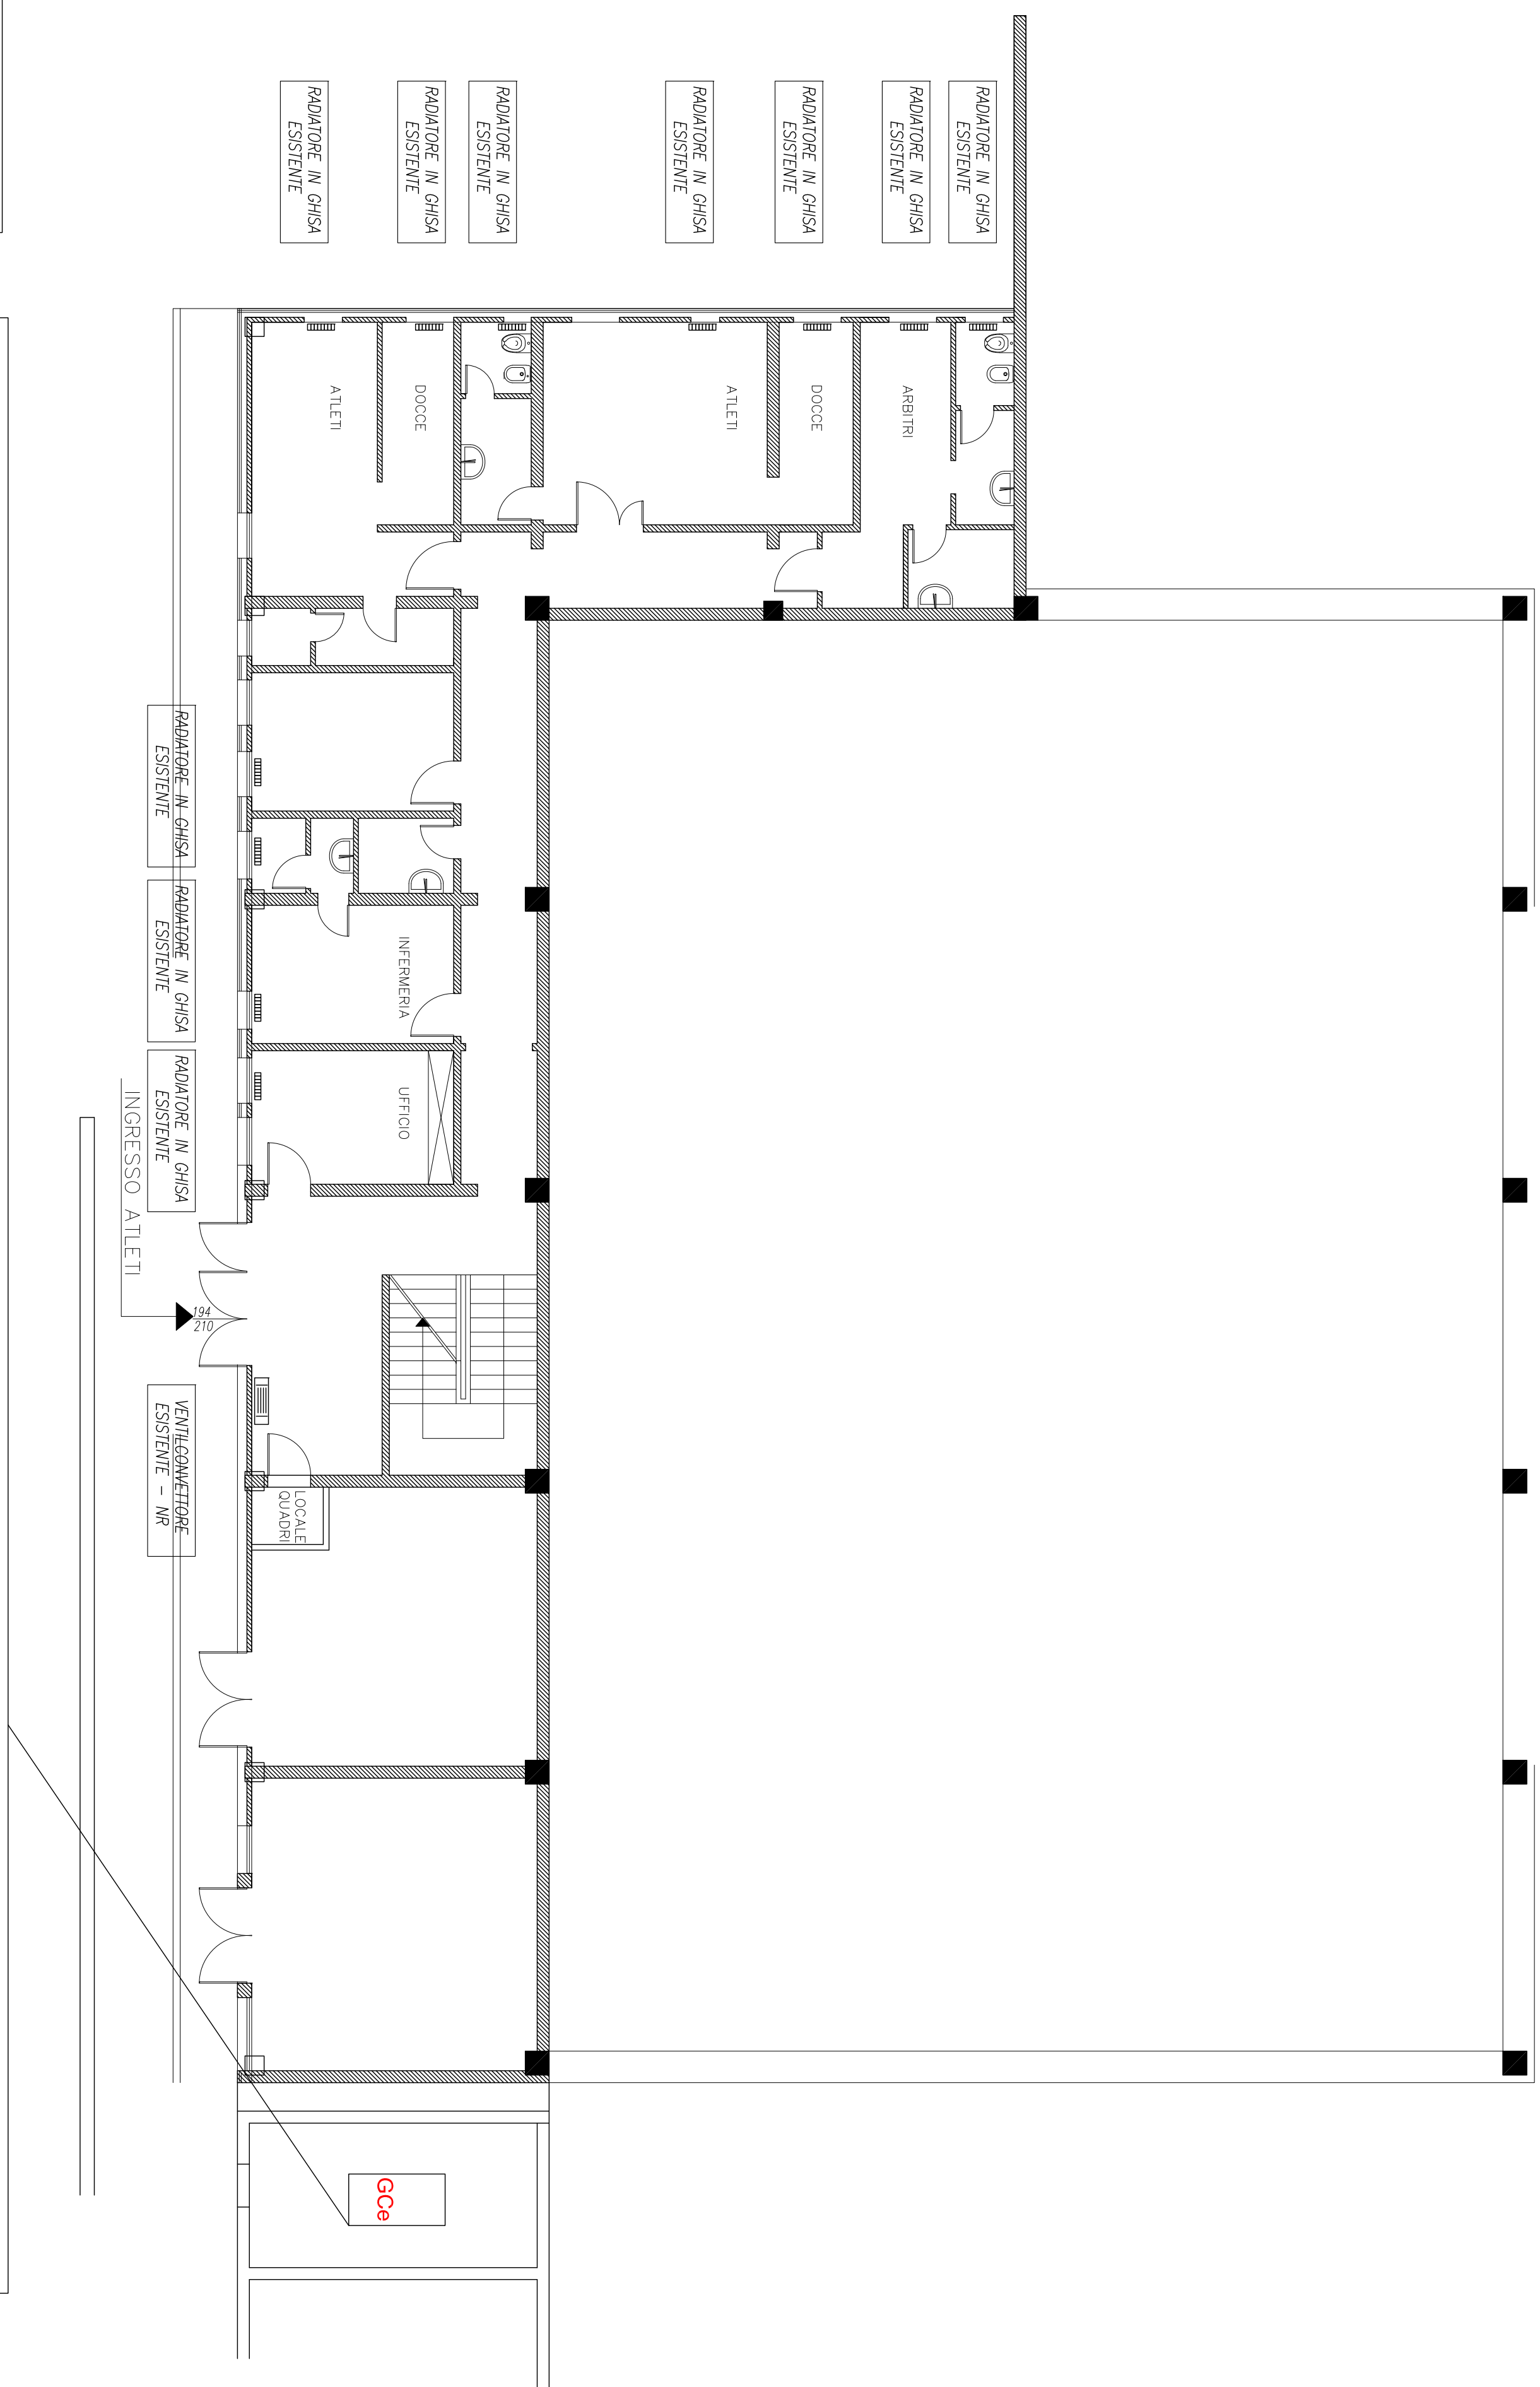 RADIATORE IN GHISA
ESISTENTE
RADIATORE IN GHISA
ESISTENTE
RADIATORE IN GHISA
ESISTENTE
RADIATORE IN GHISA
ESISTENTE
RADIATORE IN GHISA
ESISTENTE
RADIATORE IN GHISA
ESISTENTE
RADIATORE IN GHISA
ESISTENTE
ARBITRI
DOCCE
ATLETI
DOCCE
ATLETI
INFERMERIA
UFFICIO
RADIATORE IN GHISA
ESISTENTE
RADIATORE IN GHISA
ESISTENTE
RADIATORE IN GHISA
ESISTENTE
INGRESSO ATLETI
194
210
VENTILCONVETTORE
ESISTENTE - NR
LOCALE
QUADRI
GCe